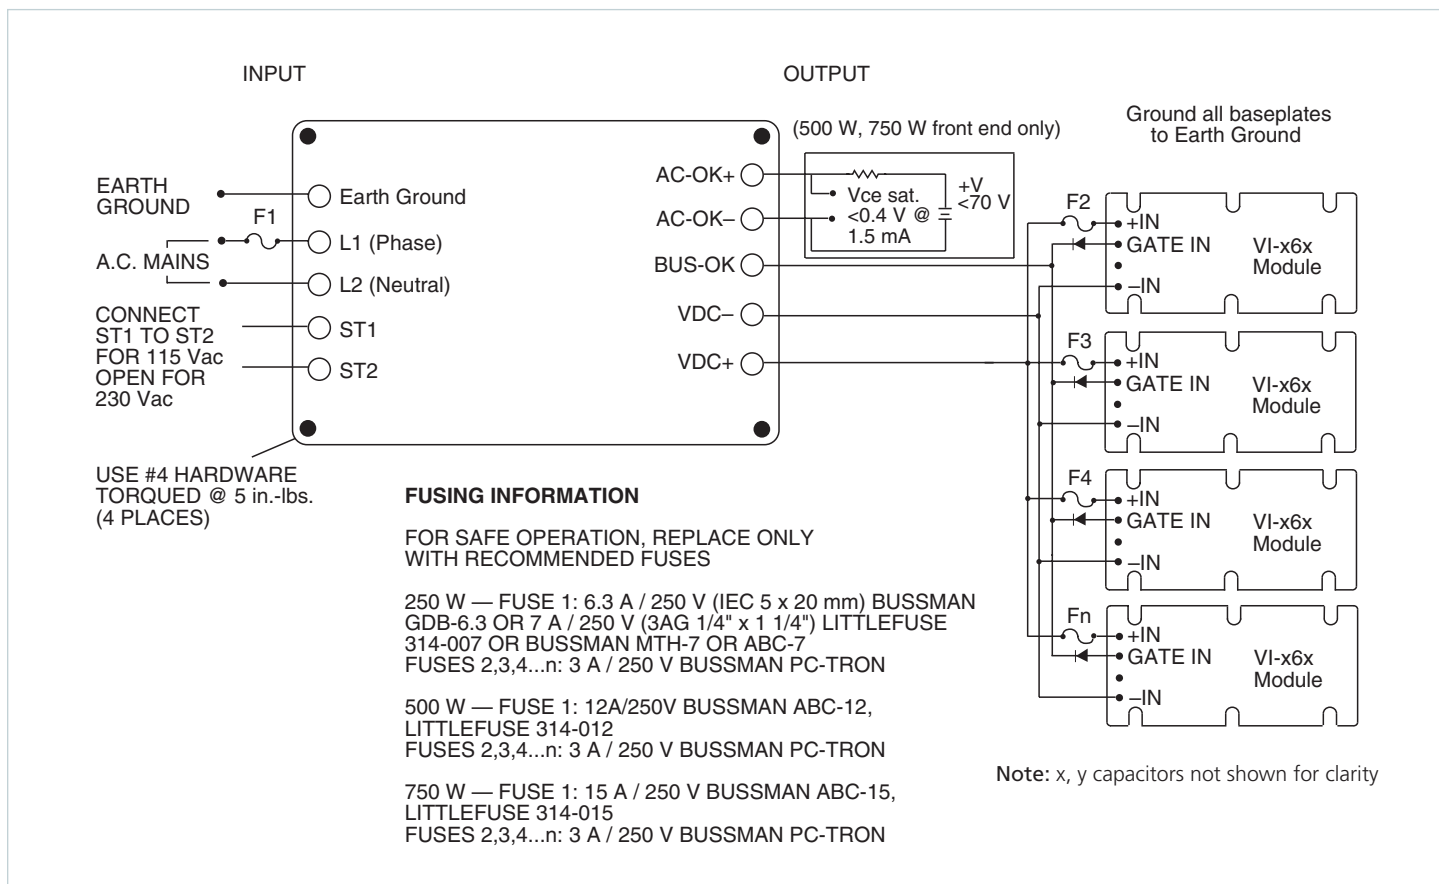 INPUT
OUTPUT
EARTH
GROUND
F1
A.C. MAINS
CONNECT
ST1 TO ST2
FOR 115 Vac
OPEN FOR
230 Vac
USE #4 HARDWARE
TORQUED @ 5 in.-lbs.
(4 PLACES)
Earth Ground
L1 (Phase)
L2 (Neutral)
ST1
ST2
AC-OK+
AC-OK–
BUS-OK
VDC–
VDC+
(500 W, 750 W front end only)
Vce sat.
<0.4 V @
1.5 mA
+V
<70 V
Ground all baseplates
to Earth Ground
F2
+IN
GATE IN
–IN
VI-x6x
Module
F3
+IN
GATE IN
–IN
VI-x6x
Module
F4
+IN
GATE IN
–IN
VI-x6x
Module
Fn
+IN
GATE IN
–IN
VI-x6x
Module
FUSING INFORMATION
FOR SAFE OPERATION, REPLACE ONLY
WITH RECOMMENDED FUSES
250 W — FUSE 1: 6.3 A / 250 V (IEC 5 x 20 mm) BUSSMAN
GDB-6.3 OR 7 A / 250 V (3AG 1/4" x 1 1/4") LITTLEFUSE
314-007 OR BUSSMAN MTH-7 OR ABC-7
FUSES 2,3,4...n: 3 A / 250 V BUSSMAN PC-TRON
500 W — FUSE 1: 12A/250V BUSSMAN ABC-12,
LITTLEFUSE 314-012
FUSES 2,3,4...n: 3 A / 250 V BUSSMAN PC-TRON
750 W — FUSE 1: 15 A / 250 V BUSSMAN ABC-15,
LITTLEFUSE 314-015
FUSES 2,3,4...n: 3 A / 250 V BUSSMAN PC-TRON
Note: x, y capacitors not shown for clarity